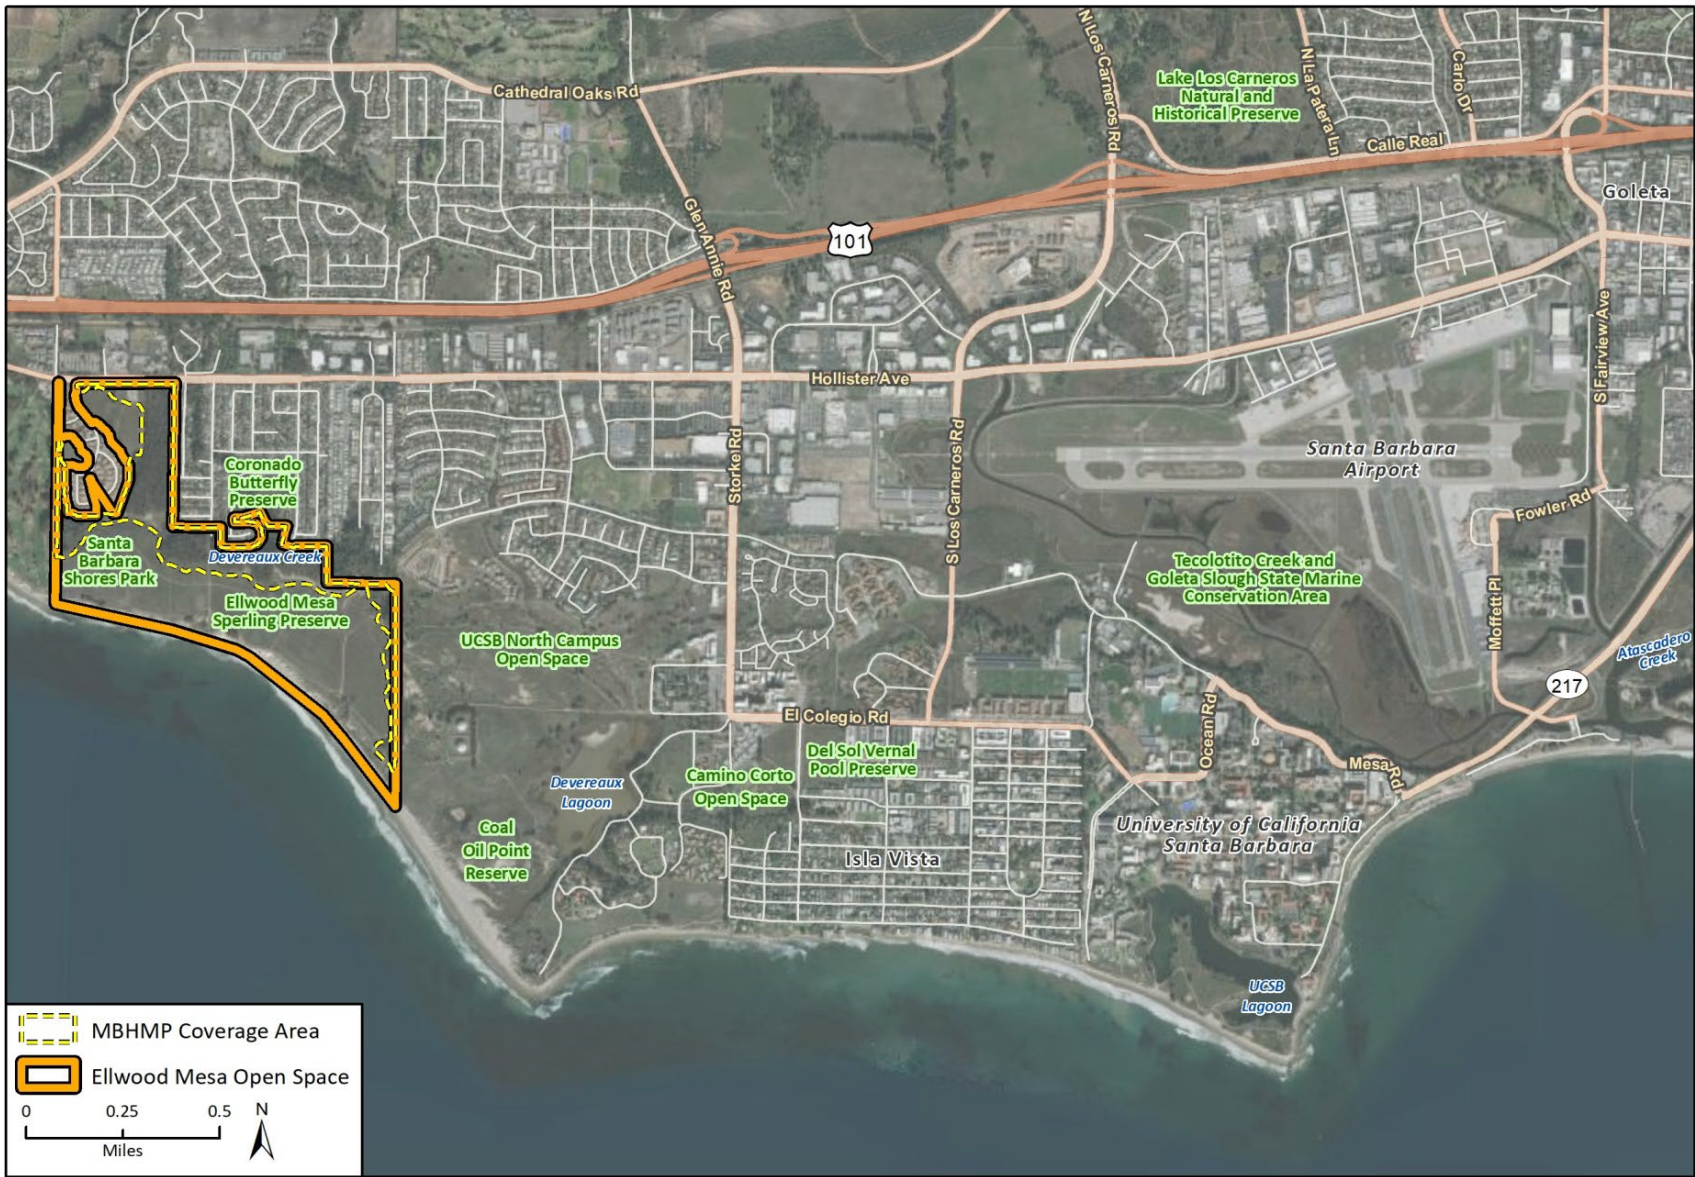 Cathedral Oaks Rd
N Los Carneros Rd
Lake Los Carneros
Natural and
Historical Preserve
N La Patera Ln
Carlo Dr
Calle Real
Goleta
Glen Annie Rd
101
S Fairview Ave
Hollister Ave
Storke Rd
S Los Carneros Rd
Santa Barbara
Airport
Fowler Rd
Coronado
Butterfly
Preserve
Devereaux Creek
Santa
Barbara
Shores Park
Ellwood Mesa
Sperling Preserve
UCSB North Campus
Open Space
Tecolotito Creek and
Goleta Slough State Marine
Conservation Area
Moffett Pl
Atascadero
Creek
217
El Colegio Rd
Ocean Rd
Mesa Rd
Del Sol Vernal
Pool Preserve
Camino Corto
Open Space
Devereaux
Lagoon
Coal
Oil Point
Reserve
Isla Vista
University of California
Santa Barbara
UCSB
Lagoon
MBHMP Coverage Area
Ellwood Mesa Open Space
0 0.25 0.5
Miles
N